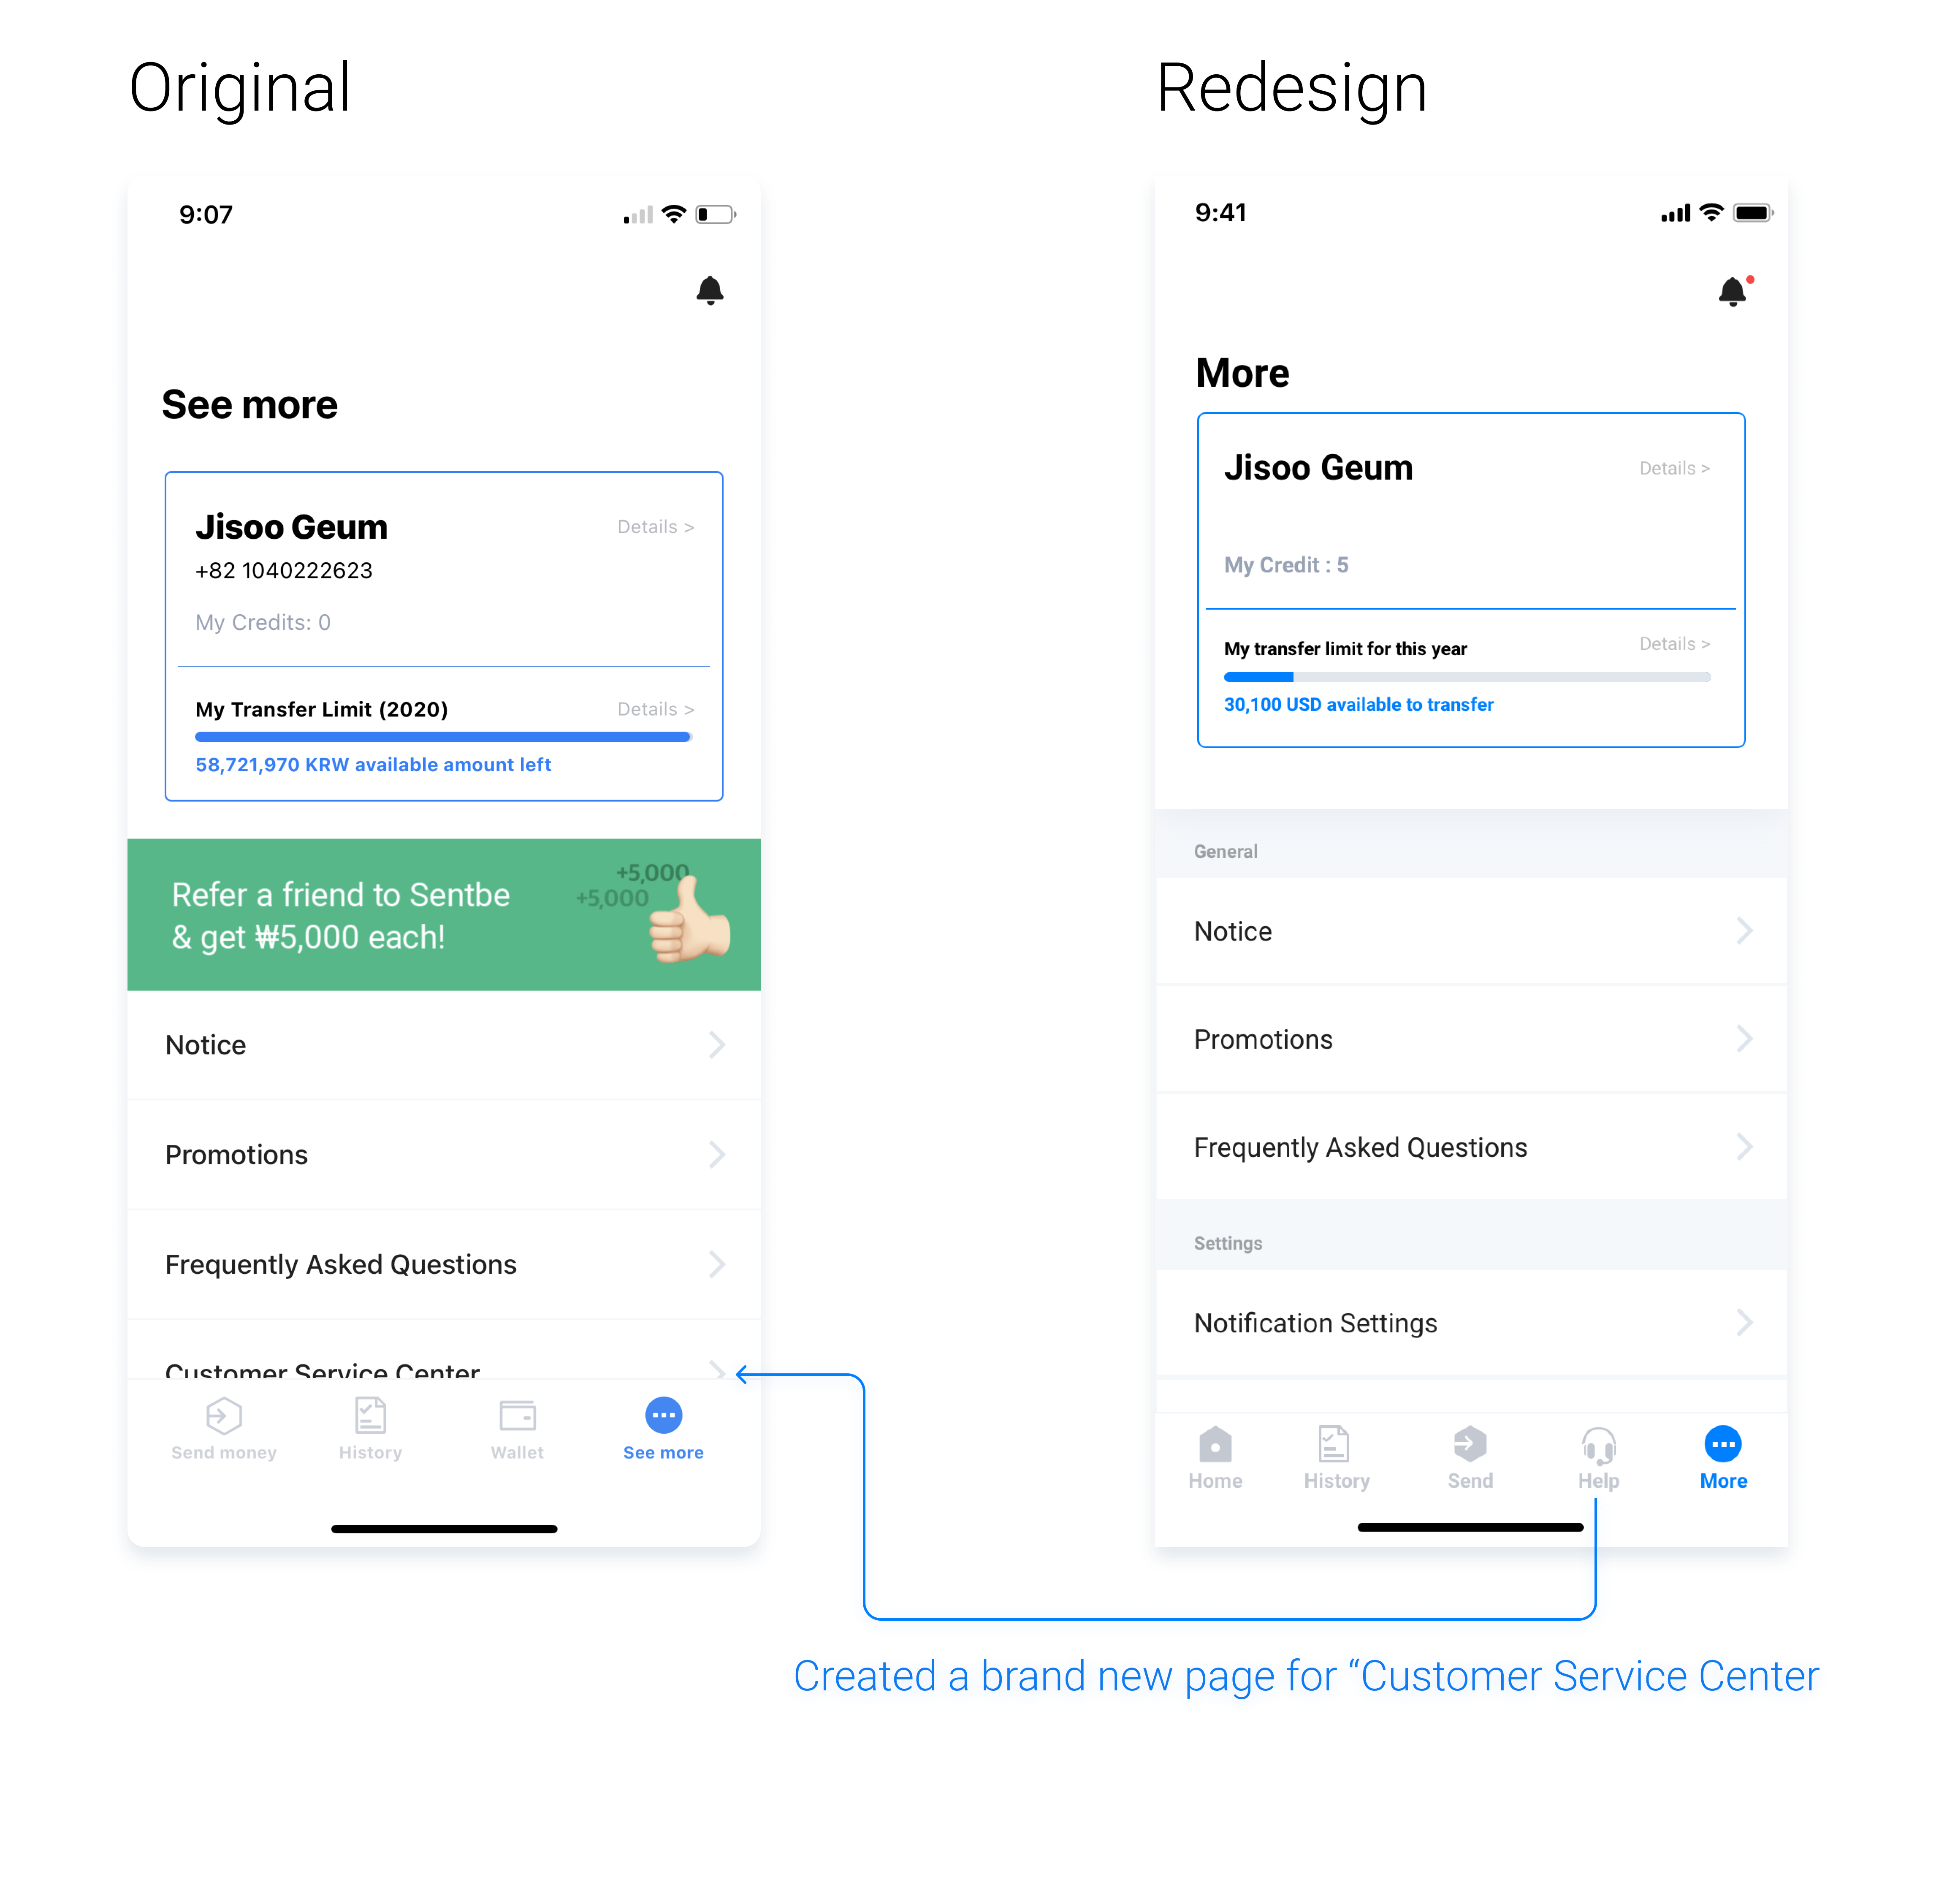 Original
9:07
See more
Jisoo Geum
Details >
+82 1040222623
My Credits: 0
My Transfer Limit (2020)
Details >
58,721,970 KRW available amount left
Refer a friend to Sentbe
& get ₩5,000 each!
+5,000
+5,000
Notice
Promotions
Frequently Asked Questions
Customer Service Center
Send money
History
Wallet
See more
Redesign
9:41
More
Jisoo Geum
Details >
My Credit : 5
My transfer limit for this year
Details >
30,100 USD available to transfer
General
Notice
Promotions
Frequently Asked Questions
Settings
Notification Settings
Home
History
Send
Help
More
Created a brand new page for “Customer Service Center